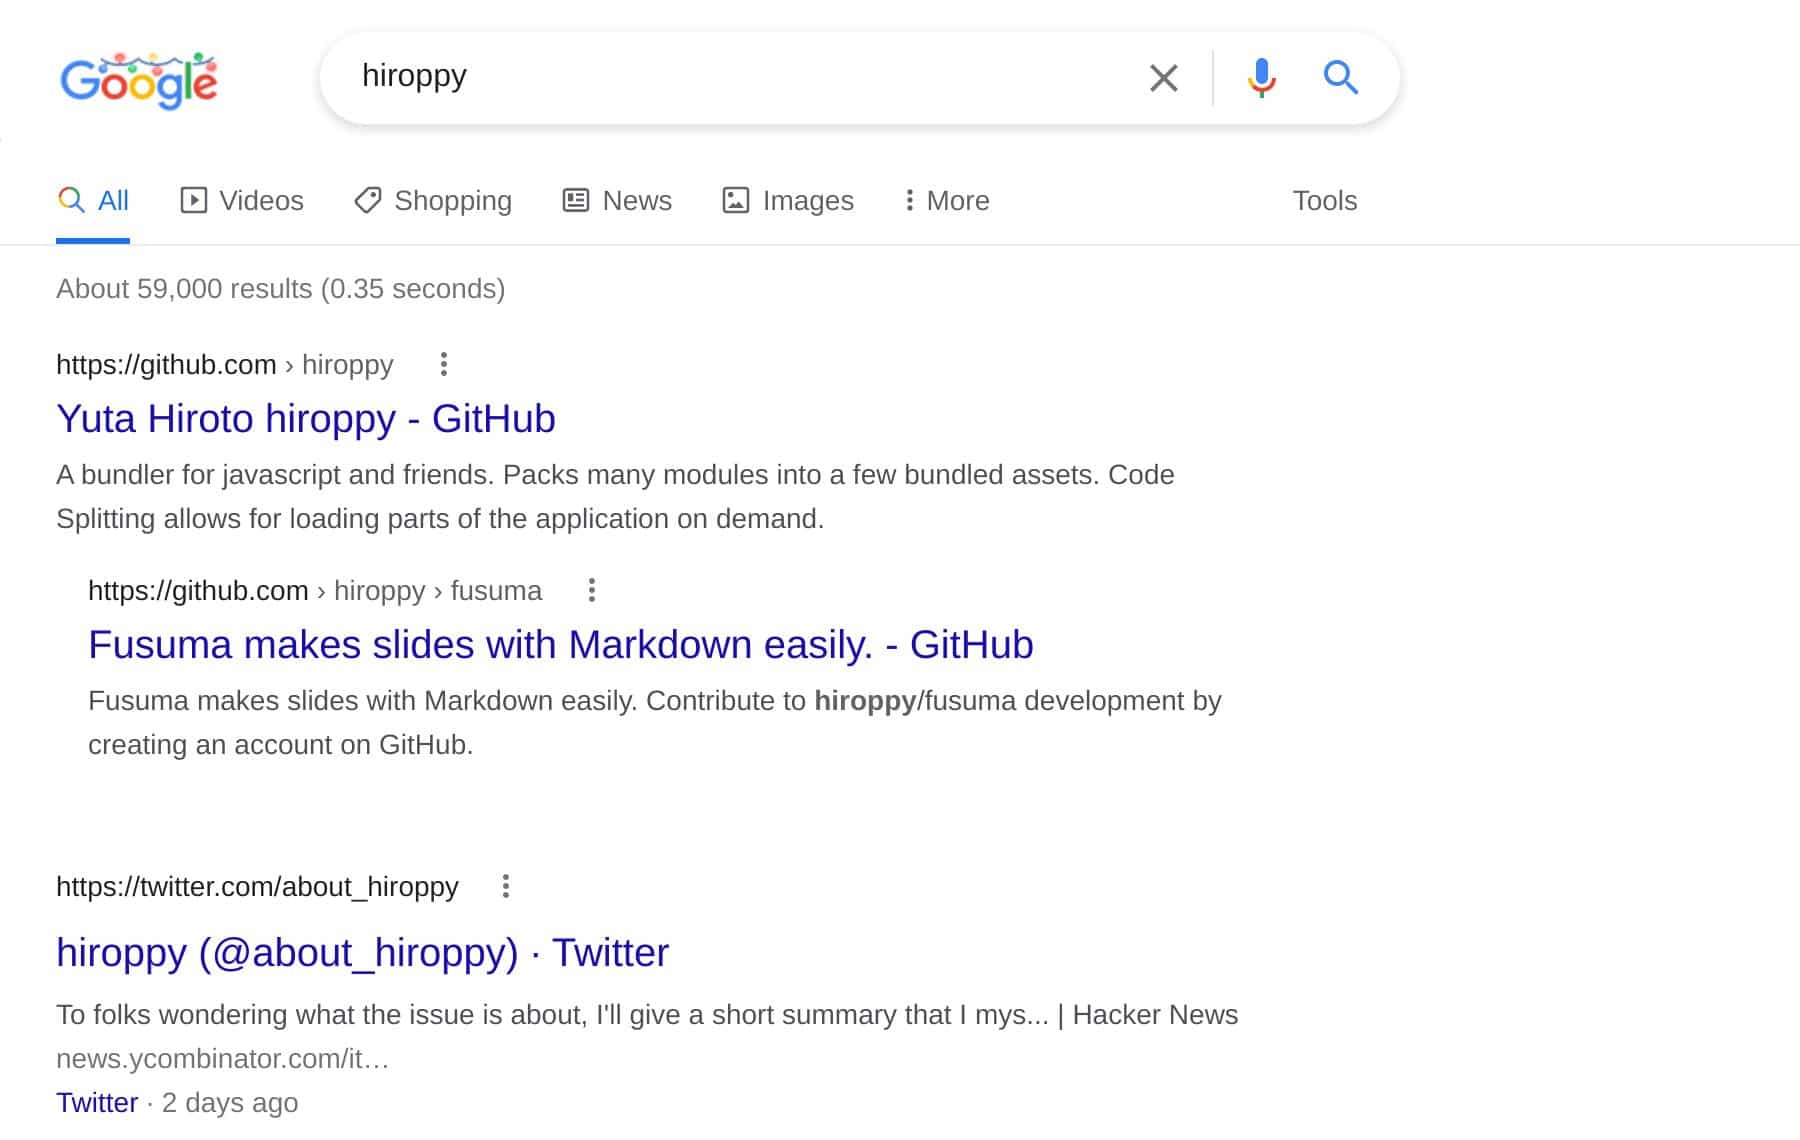 Google
hiroppy
All Videos Shopping News Images More Tools
About 59,000 results (0.35 seconds)
https://github.com › hiroppy
Yuta Hiroto hiroppy - GitHub
A bundler for javascript and friends. Packs many modules into a few bundled assets. Code
Splitting allows for loading parts of the application on demand.
https://github.com › hiroppy › fusuma
Fusuma makes slides with Markdown easily. - GitHub
Fusuma makes slides with Markdown easily. Contribute to hiroppy/fusuma development by
creating an account on GitHub.
https://twitter.com/about_hiroppy
hiroppy (@about_hiroppy) · Twitter
To folks wondering what the issue is about, I'll give a short summary that I mys... | Hacker News
news.ycombinator.com/it…
Twitter · 2 days ago